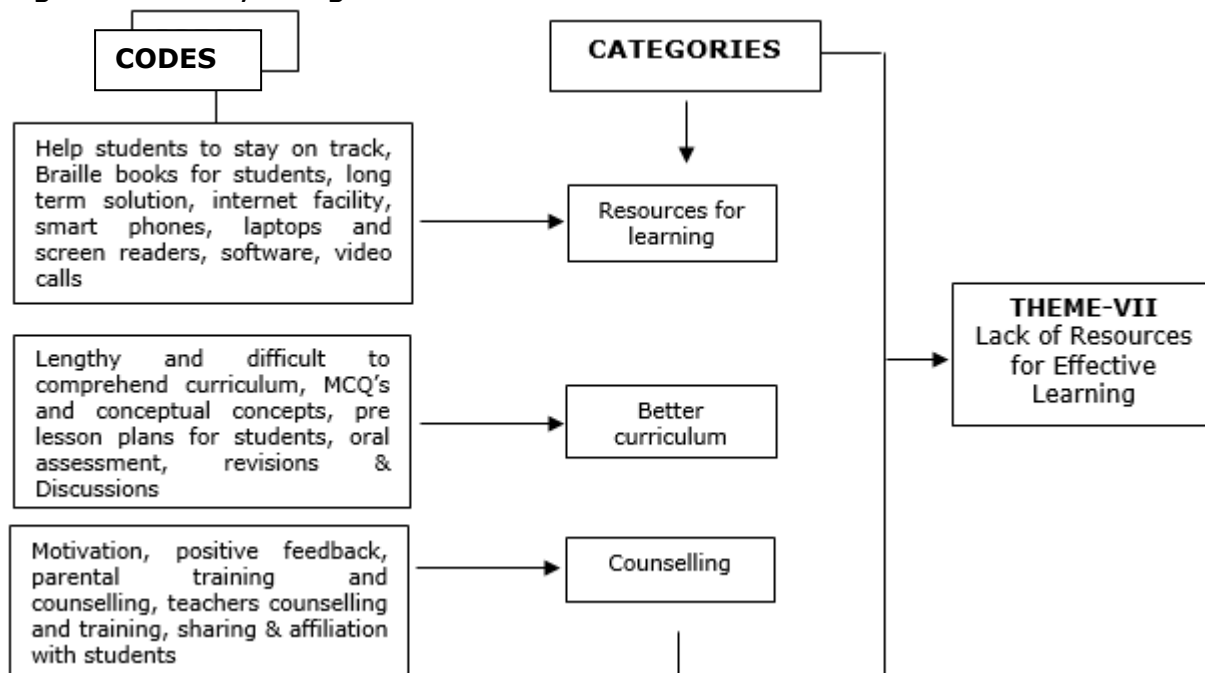 CODES
CATEGORIES
Help students to stay on track,
Braille books for students, long
term solution, internet facility,
smart phones, laptops and
screen readers, software, video
calls
Resources for
learning
THEME-VII
Lack of Resources
for Effective
Learning
Lengthy and difficult to
comprehend curriculum, MCQ's
and conceptual concepts, pre
lesson plans for students, oral
assessment, revisions &
Discussions
Better
curriculum
Motivation, positive feedback,
parental training and
counselling, teachers counselling
and training, sharing & affiliation
with students
Counselling